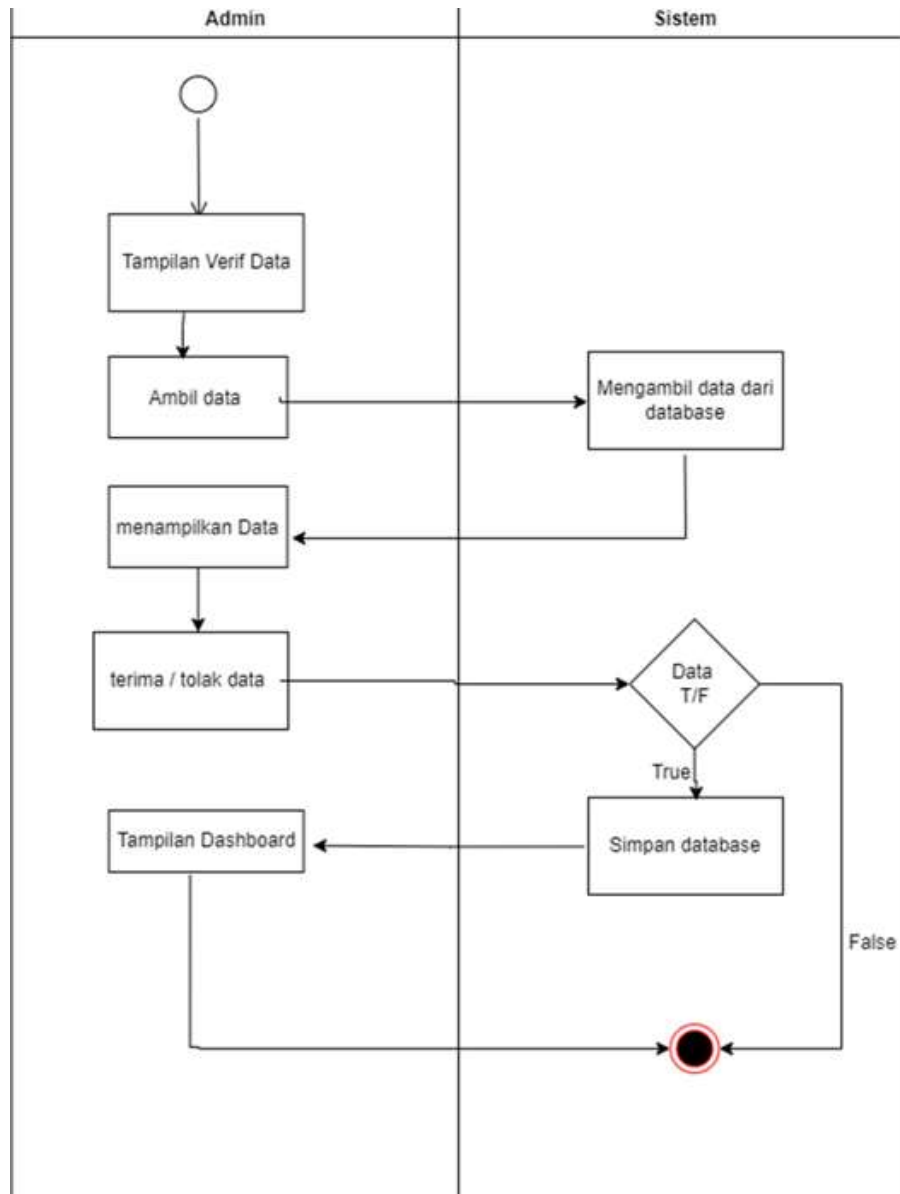 Admin
Sistem
Tampilan Verif Data
Ambil data
Mengambil data dari
database
menampilkan Data
terima / tolak data
Data
T/F
True
Tampilan Dashboard
Simpan database
False